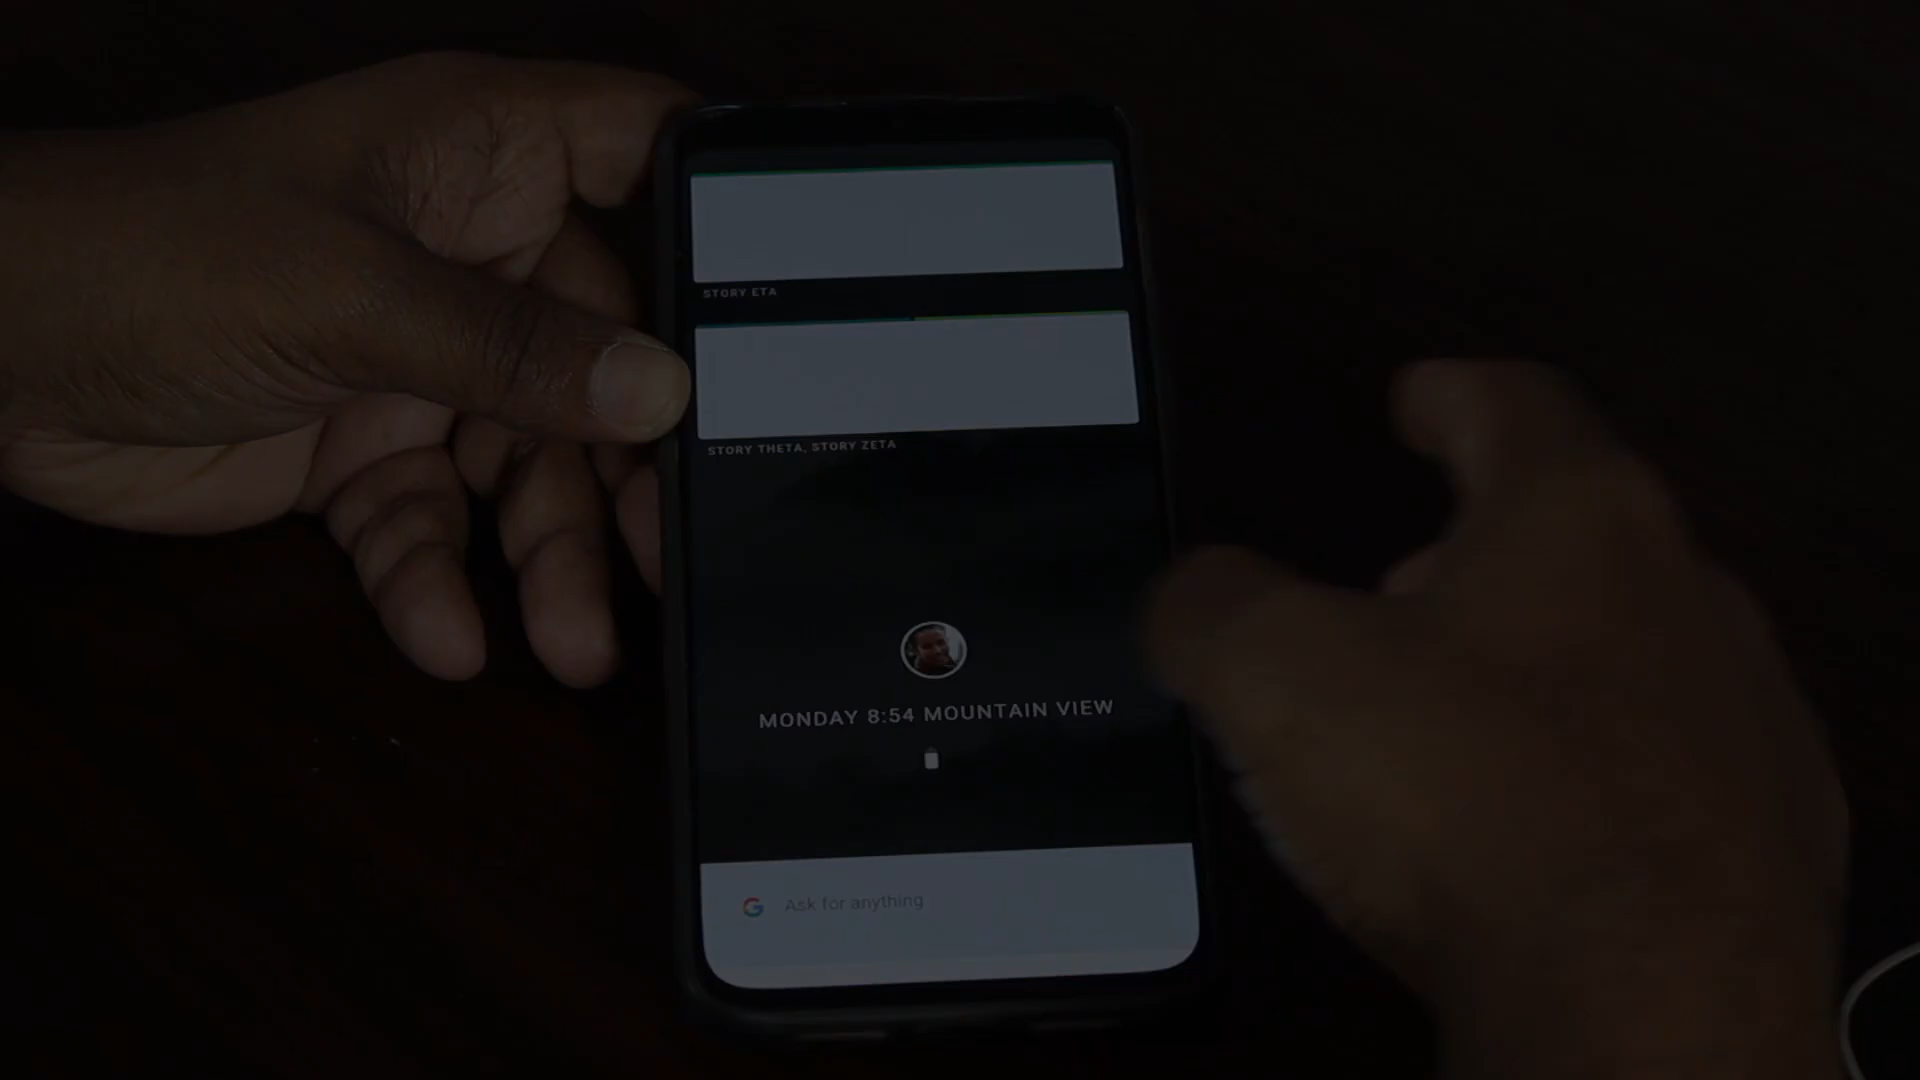 STORY ETA
STORY THETA, STORY ZETA
MONDAY 8:54 MOUNTAIN VIEW
G Ask for anything